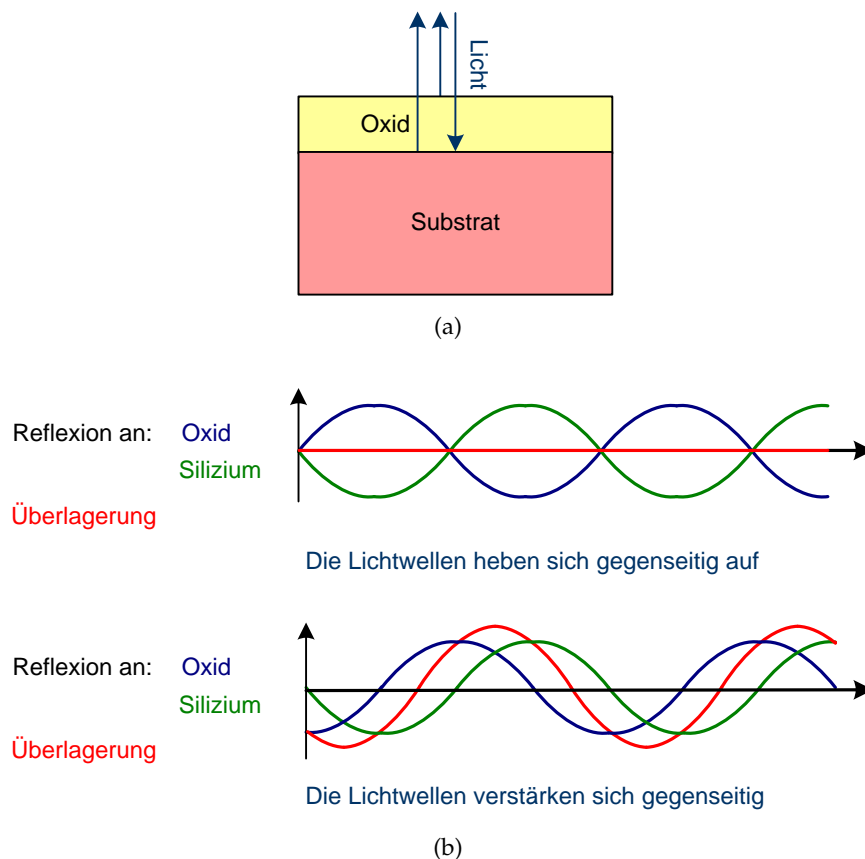 Licht
Oxid
Substrat
(a)
Reflexion an: Oxid
Silizium
Überlagerung
Die Lichtwellen heben sich gegenseitig auf
Reflexion an: Oxid
Silizium
Überlagerung
Die Lichtwellen verstärken sich gegenseitig
(b)